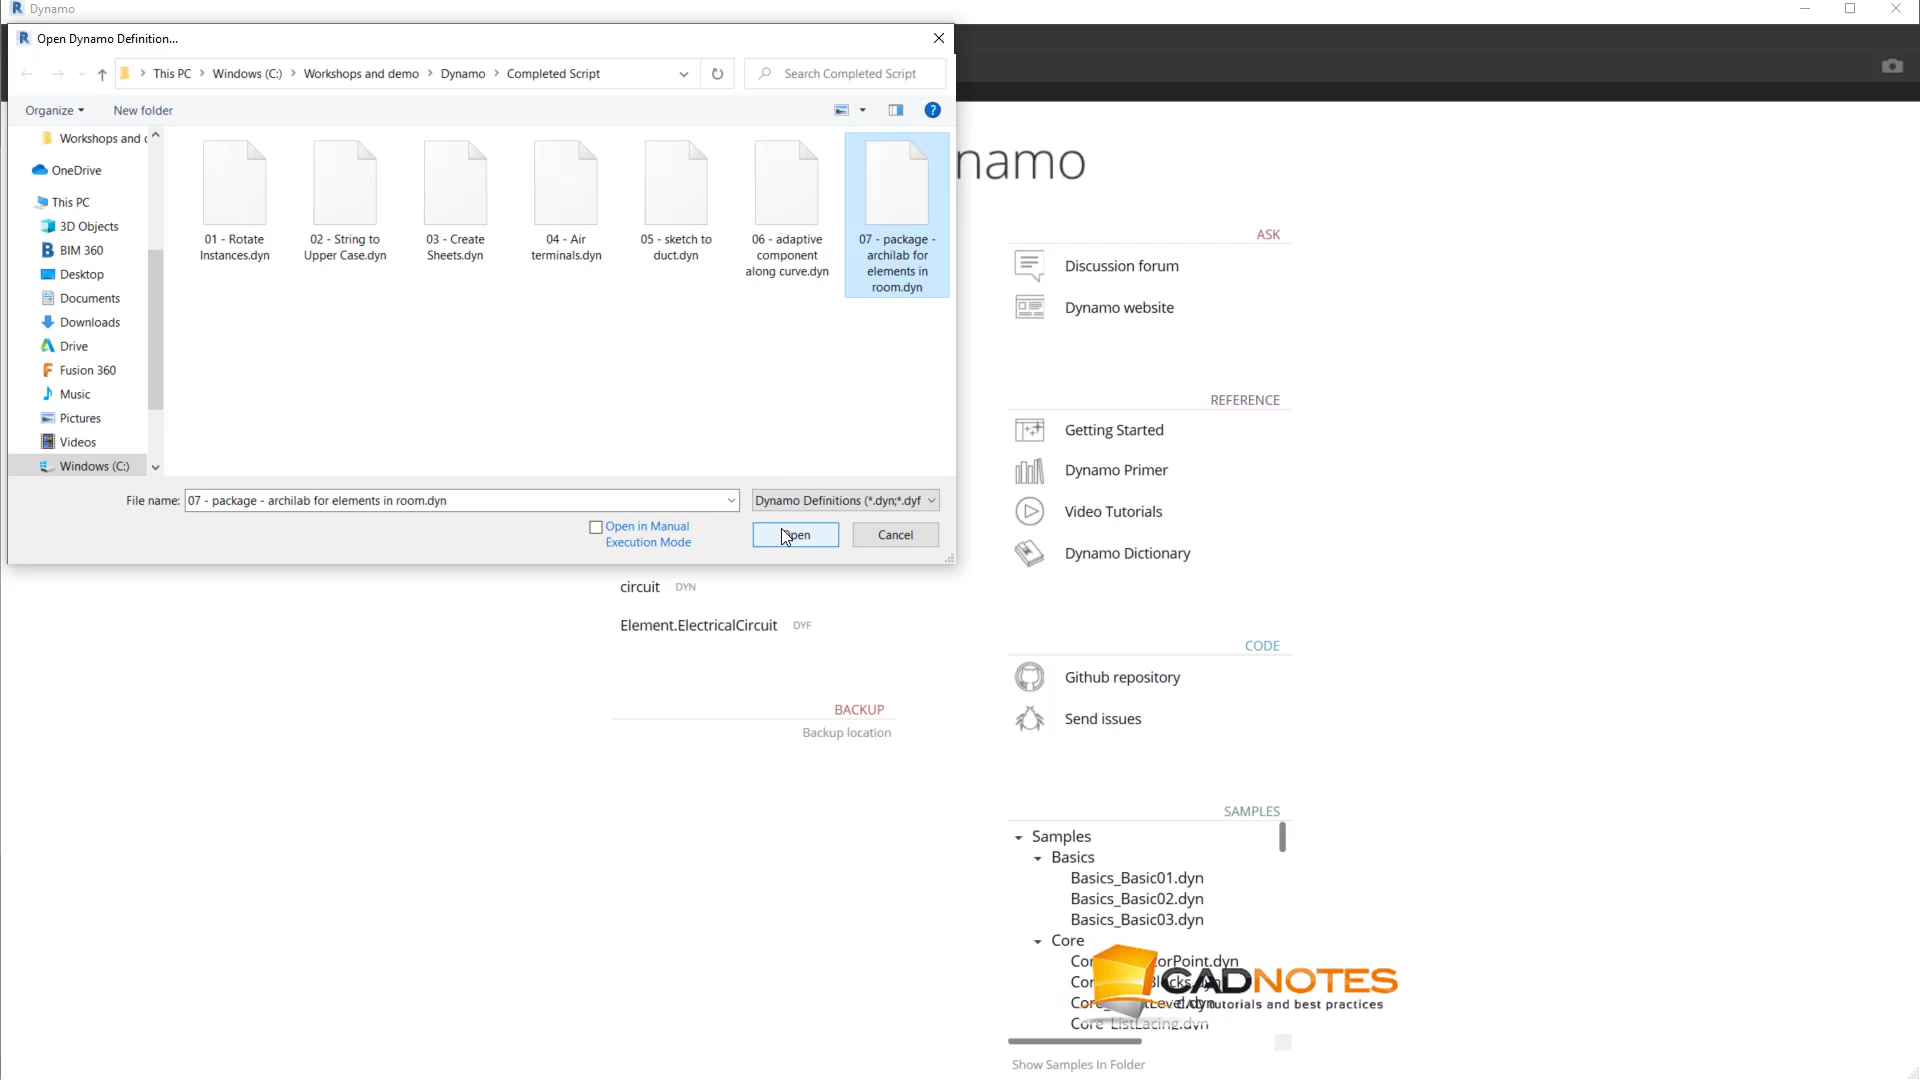 Dynamo
Open Dynamo Definition...
This PC
Windows (C:)
Workshops and demo
Dynamo
Completed Script
Search Completed Script
Organize
New folder
Workshops and
OneDrive
This PC
3D Objects
BIM 360
Desktop
Documents
Downloads
Drive
Fusion 360
Music
Pictures
Videos
Windows (C:)
01 - Rotate
Instances.dyn
02 - String to
Upper Case.dyn
03 - Create
Sheets.dyn
04 - Air
terminals.dyn
05 - sketch to
duct.dyn
06 - adaptive
component
along curve.dyn
07 - package -
archilab for
elements in
room.dyn
File name:
07 - package - archilab for elements in room.dyn
Dynamo Definitions (*.dyn;*.dyf
Open in Manual
Execution Mode
Open
Cancel
namo
circuit DYN
Element.ElectricalCircuit DYF
BACKUP
Backup location
ASK
Discussion forum
Dynamo website
REFERENCE
Getting Started
Dynamo Primer
Video Tutorials
Dynamo Dictionary
CODE
Github repository
Send issues
SAMPLES
Samples
Basics
Basics_Basic01.dyn
Basics_Basic02.dyn
Basics_Basic03.dyn
Core
Core_ListLacing.dyn
CADNOTES
CAD tutorials and best practices
Show Samples In Folder